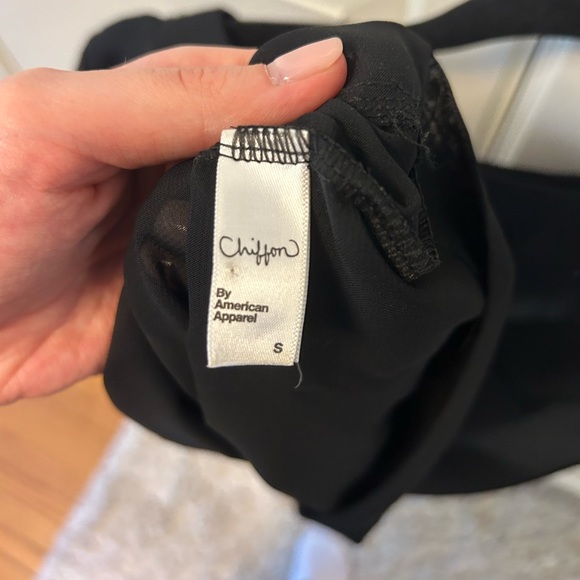 Chiffon
By
American
Apparel
S